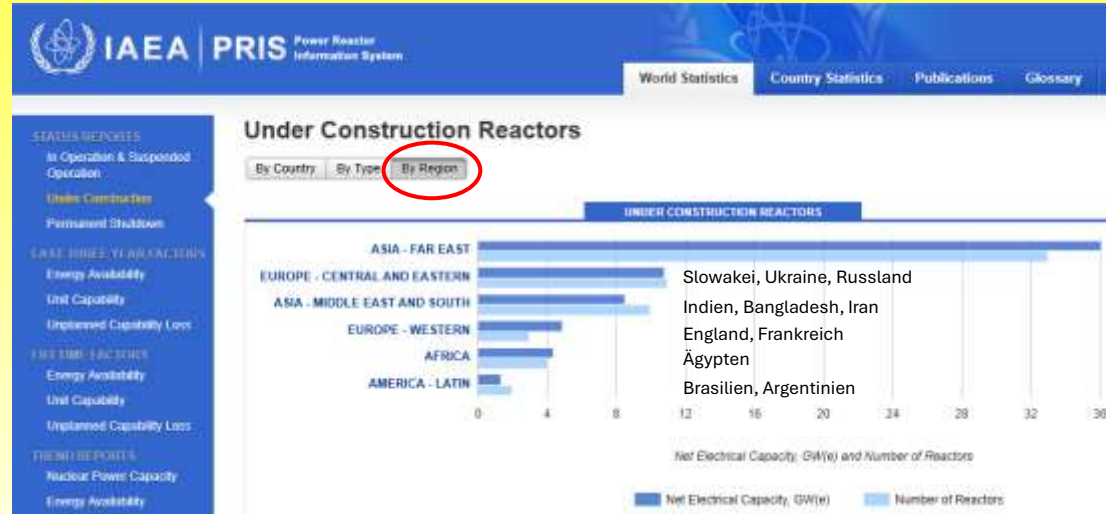 IAEA PRIS Power Reactor
Information System
World Statistics Country Statistics Publications Glossary
STATUS REPORTS
In Operation & Suspended
Operation
Under Construction
Permanent Shutdown
LAST THREE YEAR FACTORS
Energy Availability
Unit Capability
Unplanned Capability Loss
LIFETIME FACTORS
Energy Availability
Unit Capability
Unplanned Capability Loss
TREND REPORTS
Nuclear Power Capacity
Energy Availability
Under Construction Reactors
By Country By Type By Region
UNDER CONSTRUCTION REACTORS
ASIA - FAR EAST
EUROPE - CENTRAL AND EASTERN Slowakei, Ukraine, Russland
ASIA - MIDDLE EAST AND SOUTH Indien, Bangladesh, Iran
EUROPE - WESTERN England, Frankreich
AFRICA Ägypten
AMERICA - LATIN Brasilien, Argentinien
0 4 8 12 16 20 24 28 32 36
Net Electrical Capacity, GW(e) and Number of Reactors
Net Electrical Capacity, GW(e) Number of Reactors